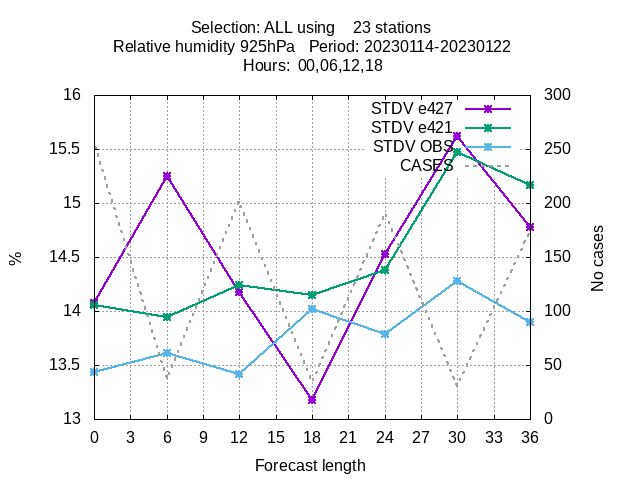 Selection: ALL using    23 stations
Relative humidity 925hPa   Period: 20230114-20230122
Hours:  00,06,12,18
STDV e427
STDV e421
STDV OBS
CASES
16
15.5
15
14.5
14
13.5
13
300
250
200
150
100
50
0
%
No cases
0 3 6 9 12 15 18 21 24 27 30 33 36
Forecast length